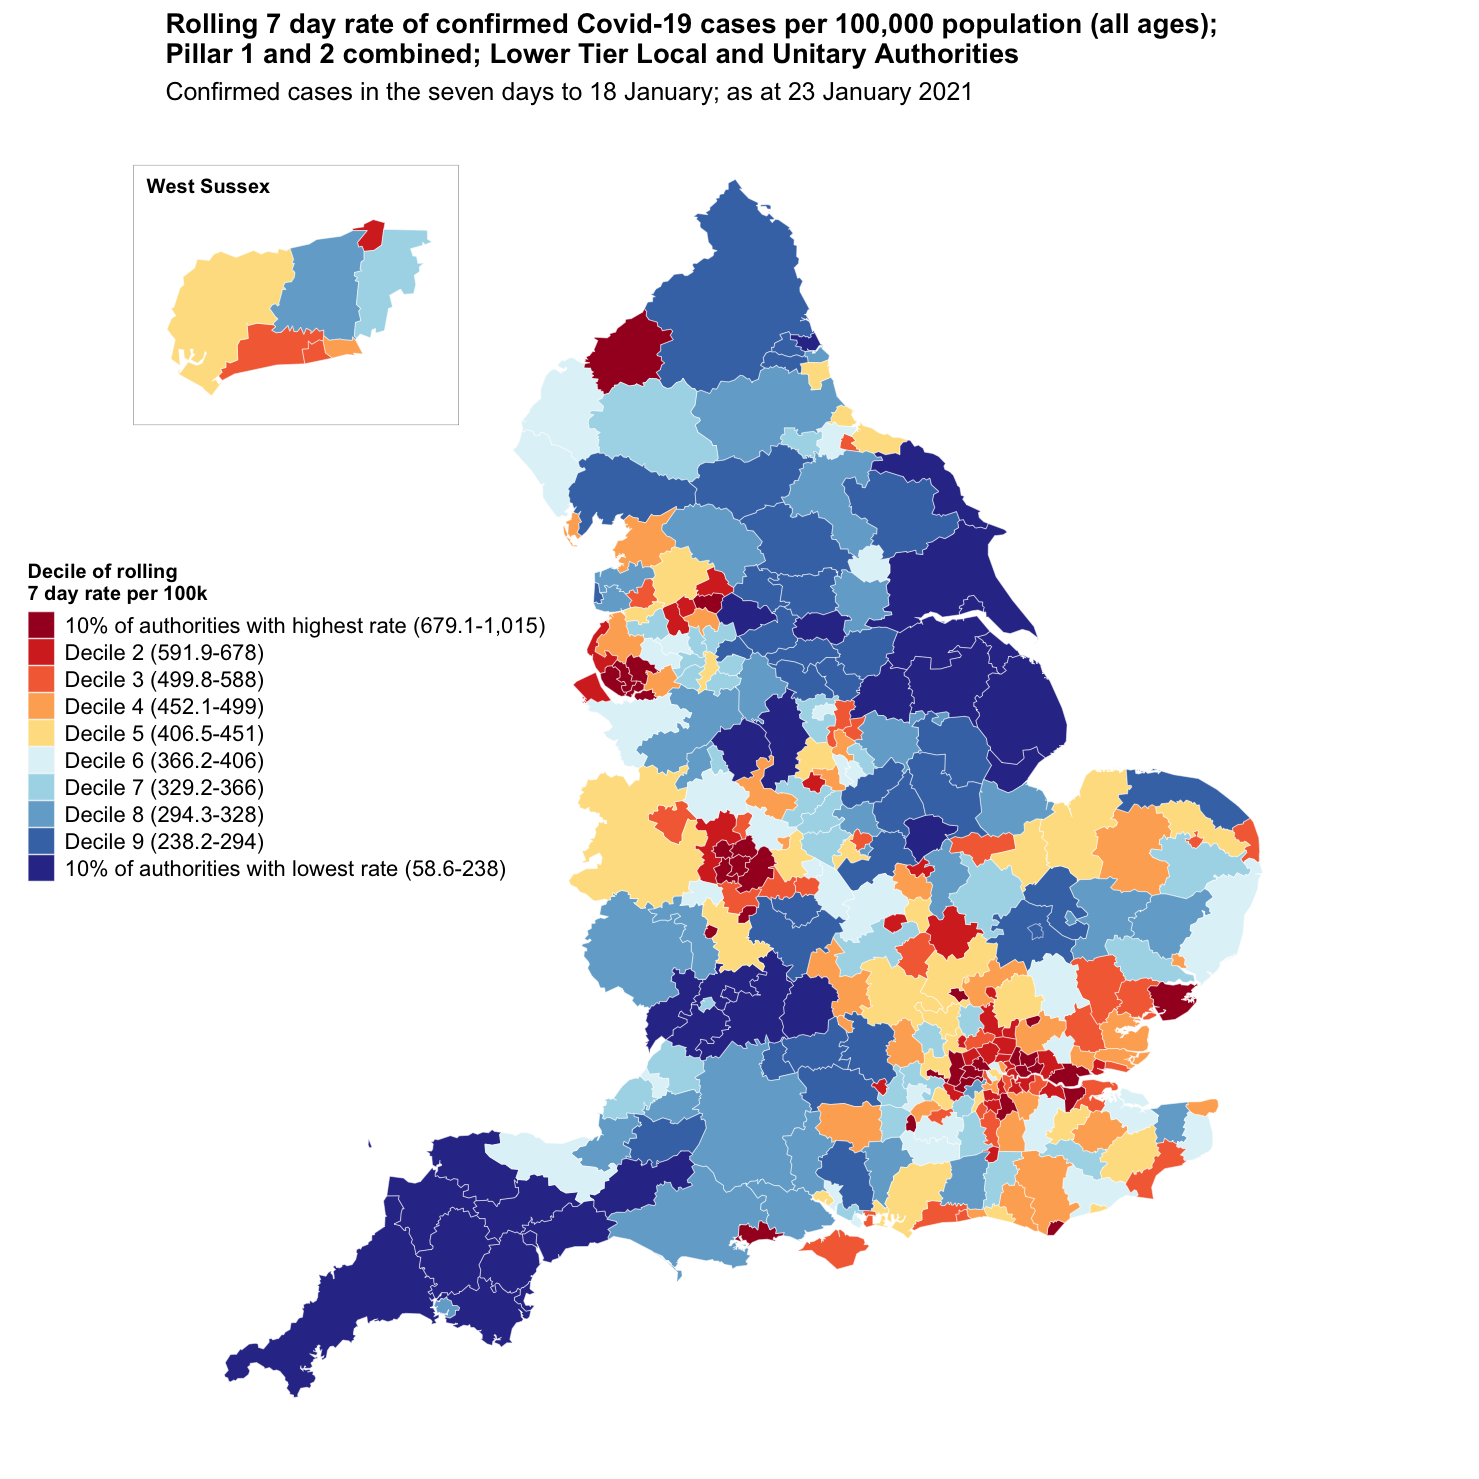 Rolling 7 day rate of confirmed Covid-19 cases per 100,000 population (all ages);
Pillar 1 and 2 combined; Lower Tier Local and Unitary Authorities
Confirmed cases in the seven days to 18 January; as at 23 January 2021
West Sussex
Decile of rolling
7 day rate per 100k
10% of authorities with highest rate (679.1-1,015)
Decile 2 (591.9-678)
Decile 3 (499.8-588)
Decile 4 (452.1-499)
Decile 5 (406.5-451)
Decile 6 (366.2-406)
Decile 7 (329.2-366)
Decile 8 (294.3-328)
Decile 9 (238.2-294)
10% of authorities with lowest rate (58.6-238)